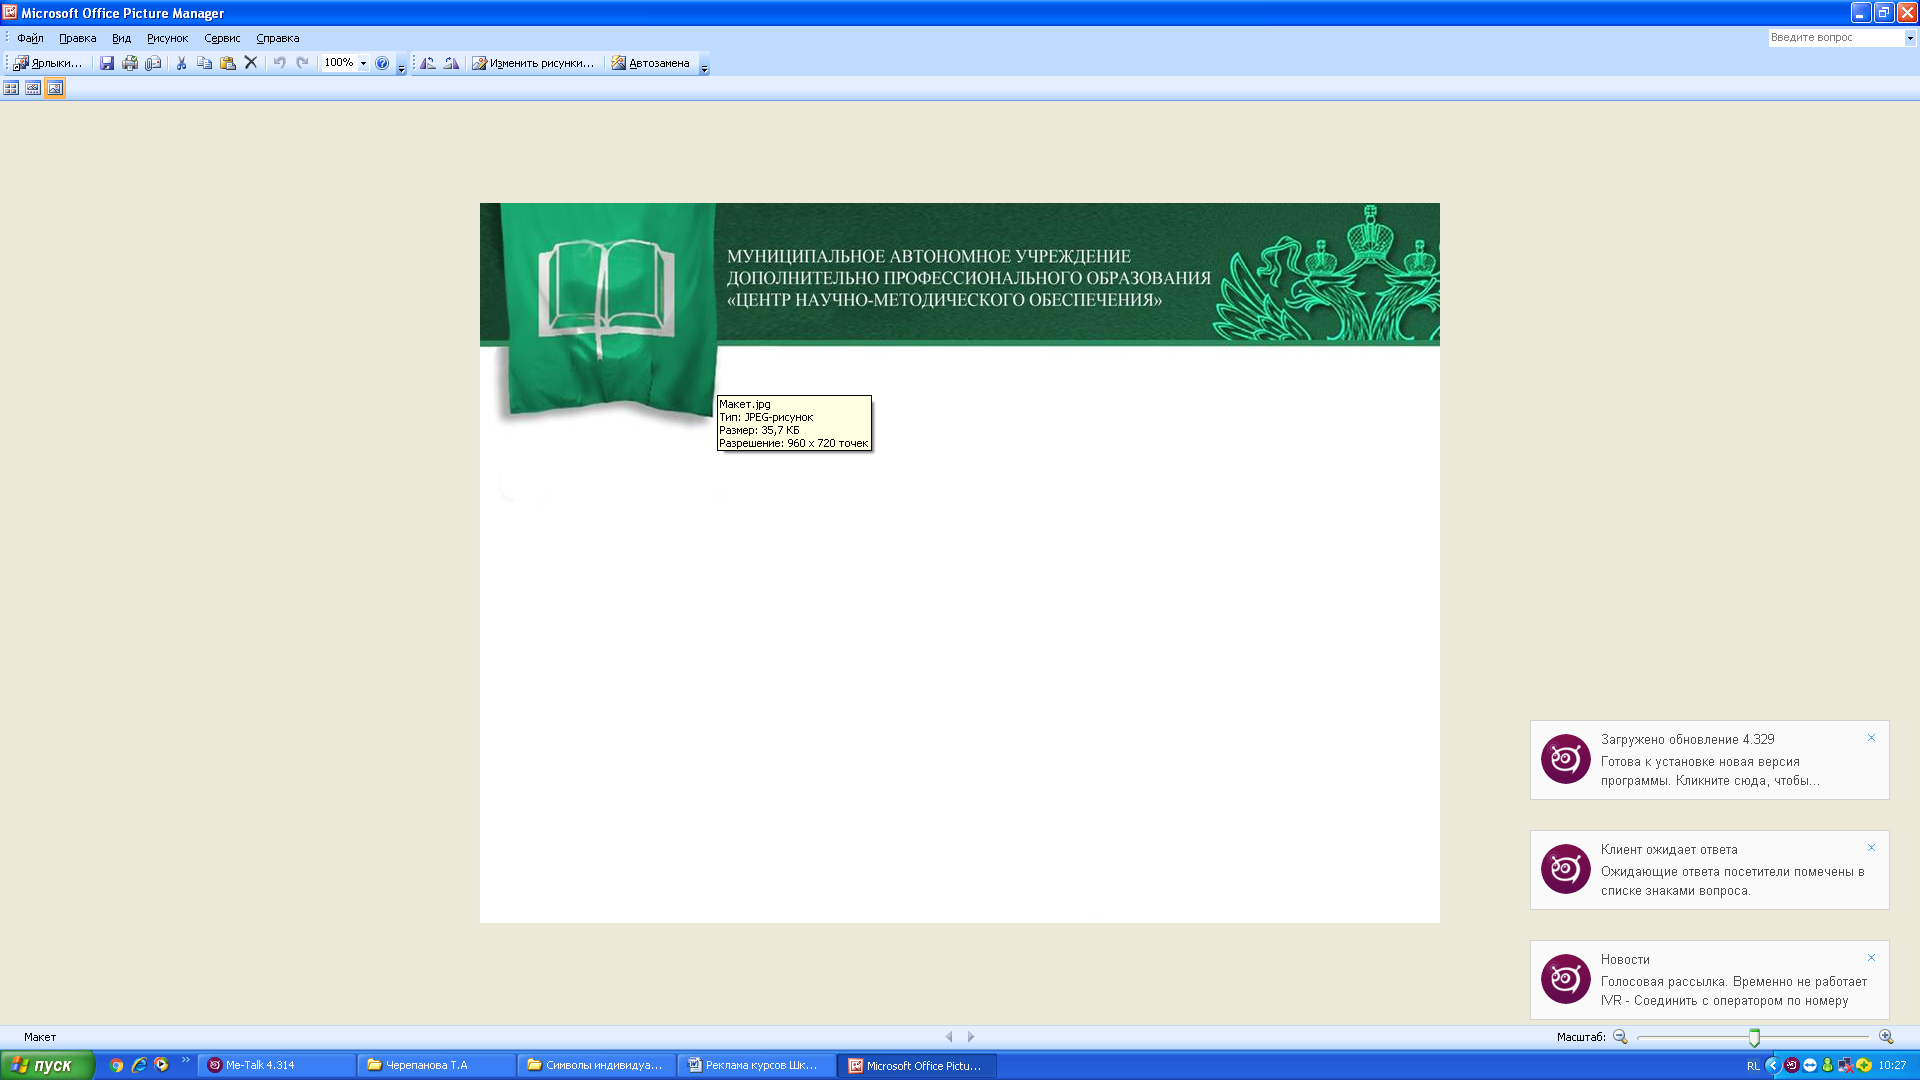 Microsoft Office Picture Manager
Файл Правка Вид Рисунок Сервис Справка
Введите вопрос
Ярлыки... 100% Изменить рисунки... Автозамена
МУНИЦИПАЛЬНОЕ АВТОНОМНОЕ УЧРЕЖДЕНИЕ
ДОПОЛНИТЕЛЬНО ПРОФЕССИОНАЛЬНОГО ОБРАЗОВАНИЯ
«ЦЕНТР НАУЧНО-МЕТОДИЧЕСКОГО ОБЕСПЕЧЕНИЯ»
Макет.jpg
Тип: JPEG-рисунок
Размер: 35,7 КБ
Разрешение: 960 x 720 точек
Загружено обновление 4.329
Готова к установке новая версия
программы. Кликните сюда, чтобы...
Клиент ожидает ответа
Ожидающие ответа посетители помечены в
списке знаками вопроса.
Новости
Голосовая рассылка. Временно не работает
IVR - Соединить с оператором по номеру
Макет
Масштаб:
пуск Me-Talk 4.314 Черепанова Т.А Символы индивидуа... Реклама курсов Шк... Microsoft Office Pictu... RL 10:27